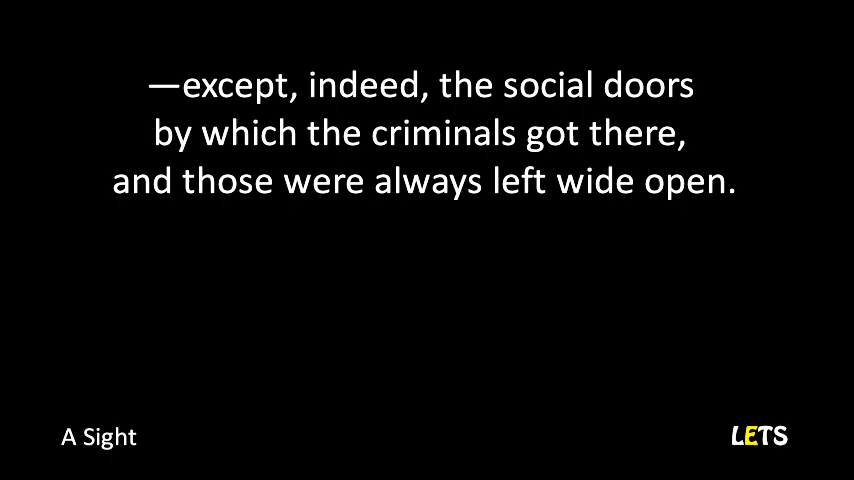 —except, indeed, the social doors
by which the criminals got there,
and those were always left wide open.
A Sight
LETS